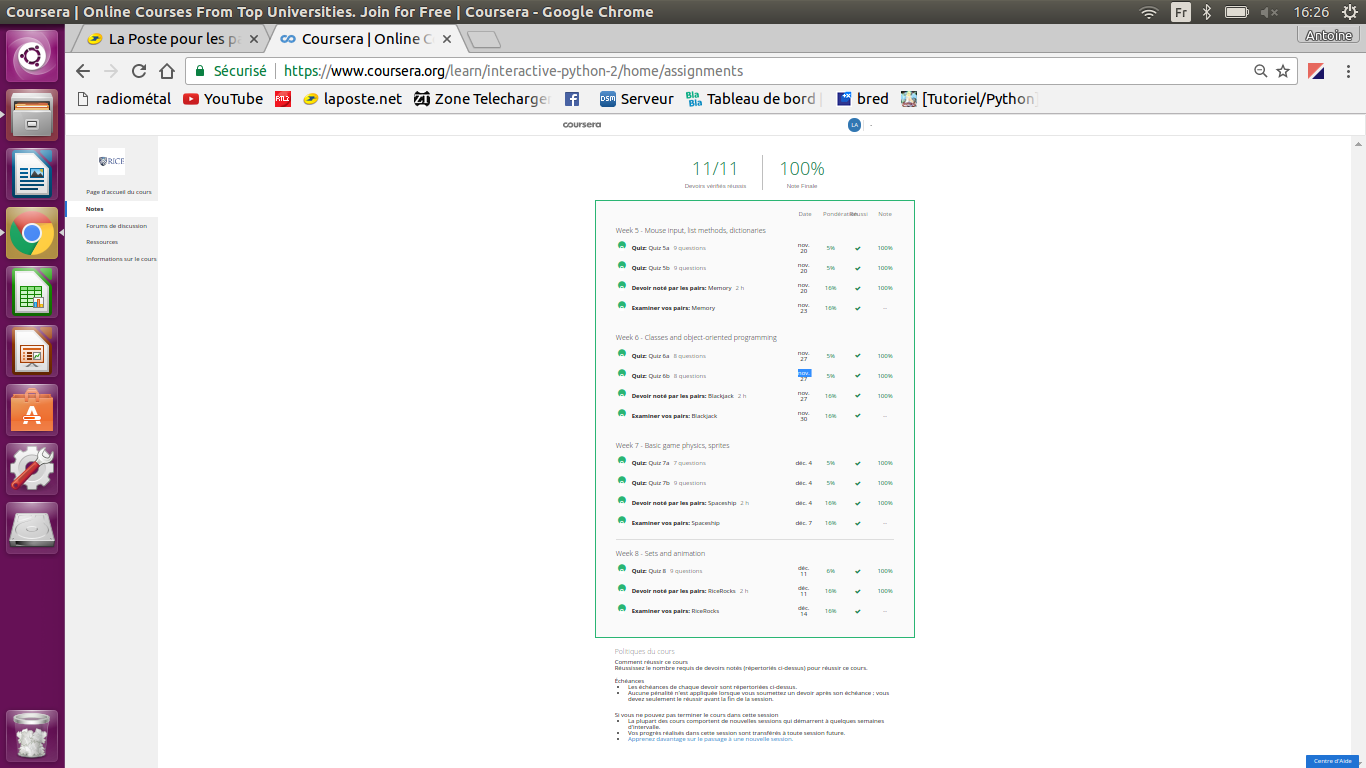 Coursera | Online Courses From Top Universities. Join for Free | Coursera - Google Chrome
Fr
16:26
La Poste pour les p
Coursera | Online C
Antoine
Sécurisé
https://www.coursera.org/learn/interactive-python-2/home/assignments
radiométal
YouTube
RTL2
laposte.net
ZT Zone Telecharger
DSM Serveur
Bla Bla Tableau de bord
bred
[Tutoriel/Python]
coursera
LA
RICE
Page d'accueil du cours
Notes
Forums de discussion
Ressources
Informations sur le cours
11/11
Devoirs vérifiés réussis
100%
Note Finale
Date Pondération Réussi Note
Week 5 - Mouse input, list methods, dictionaries
Quiz: Quiz 5a 9 questions nov. 20 5% 100%
Quiz: Quiz 5b 9 questions nov. 20 5% 100%
Devoir noté par les pairs: Memory 2 h nov. 20 16% 100%
Examiner vos pairs: Memory nov. 23 16% --
Week 6 - Classes and object-oriented programming
Quiz: Quiz 6a 8 questions nov. 27 5% 100%
Quiz: Quiz 6b 8 questions nov. 27 5% 100%
Devoir noté par les pairs: Blackjack 2 h nov. 27 16% 100%
Examiner vos pairs: Blackjack nov. 30 16% --
Week 7 - Basic game physics, sprites
Quiz: Quiz 7a 7 questions déc. 4 5% 100%
Quiz: Quiz 7b 9 questions déc. 4 5% 100%
Devoir noté par les pairs: Spaceship 2 h déc. 4 16% 100%
Examiner vos pairs: Spaceship déc. 7 16% --
Week 8 - Sets and animation
Quiz: Quiz 8 9 questions déc. 11 6% 100%
Devoir noté par les pairs: RiceRocks 2 h déc. 11 16% 100%
Examiner vos pairs: RiceRocks déc. 14 16% --
Politiques du cours
Comment réussir ce cours
Réussissez le nombre requis de devoirs notés (répertoriés ci-dessus) pour réussir ce cours.
Échéances
Les échéances de chaque devoir sont répertoriées ci-dessus.
Aucune pénalité n'est appliquée lorsque vous soumettez un devoir après son échéance : vous
devez seulement le réussir avant la fin de la session.
Si vous ne pouvez pas terminer le cours dans cette session
La plupart des cours comportent de nouvelles sessions qui démarrent à quelques semaines
d'intervalle.
Vos progrès réalisés dans cette session sont transférés à toute session future.
Apprenez davantage sur le passage à une nouvelle session.
Centre d'Aide